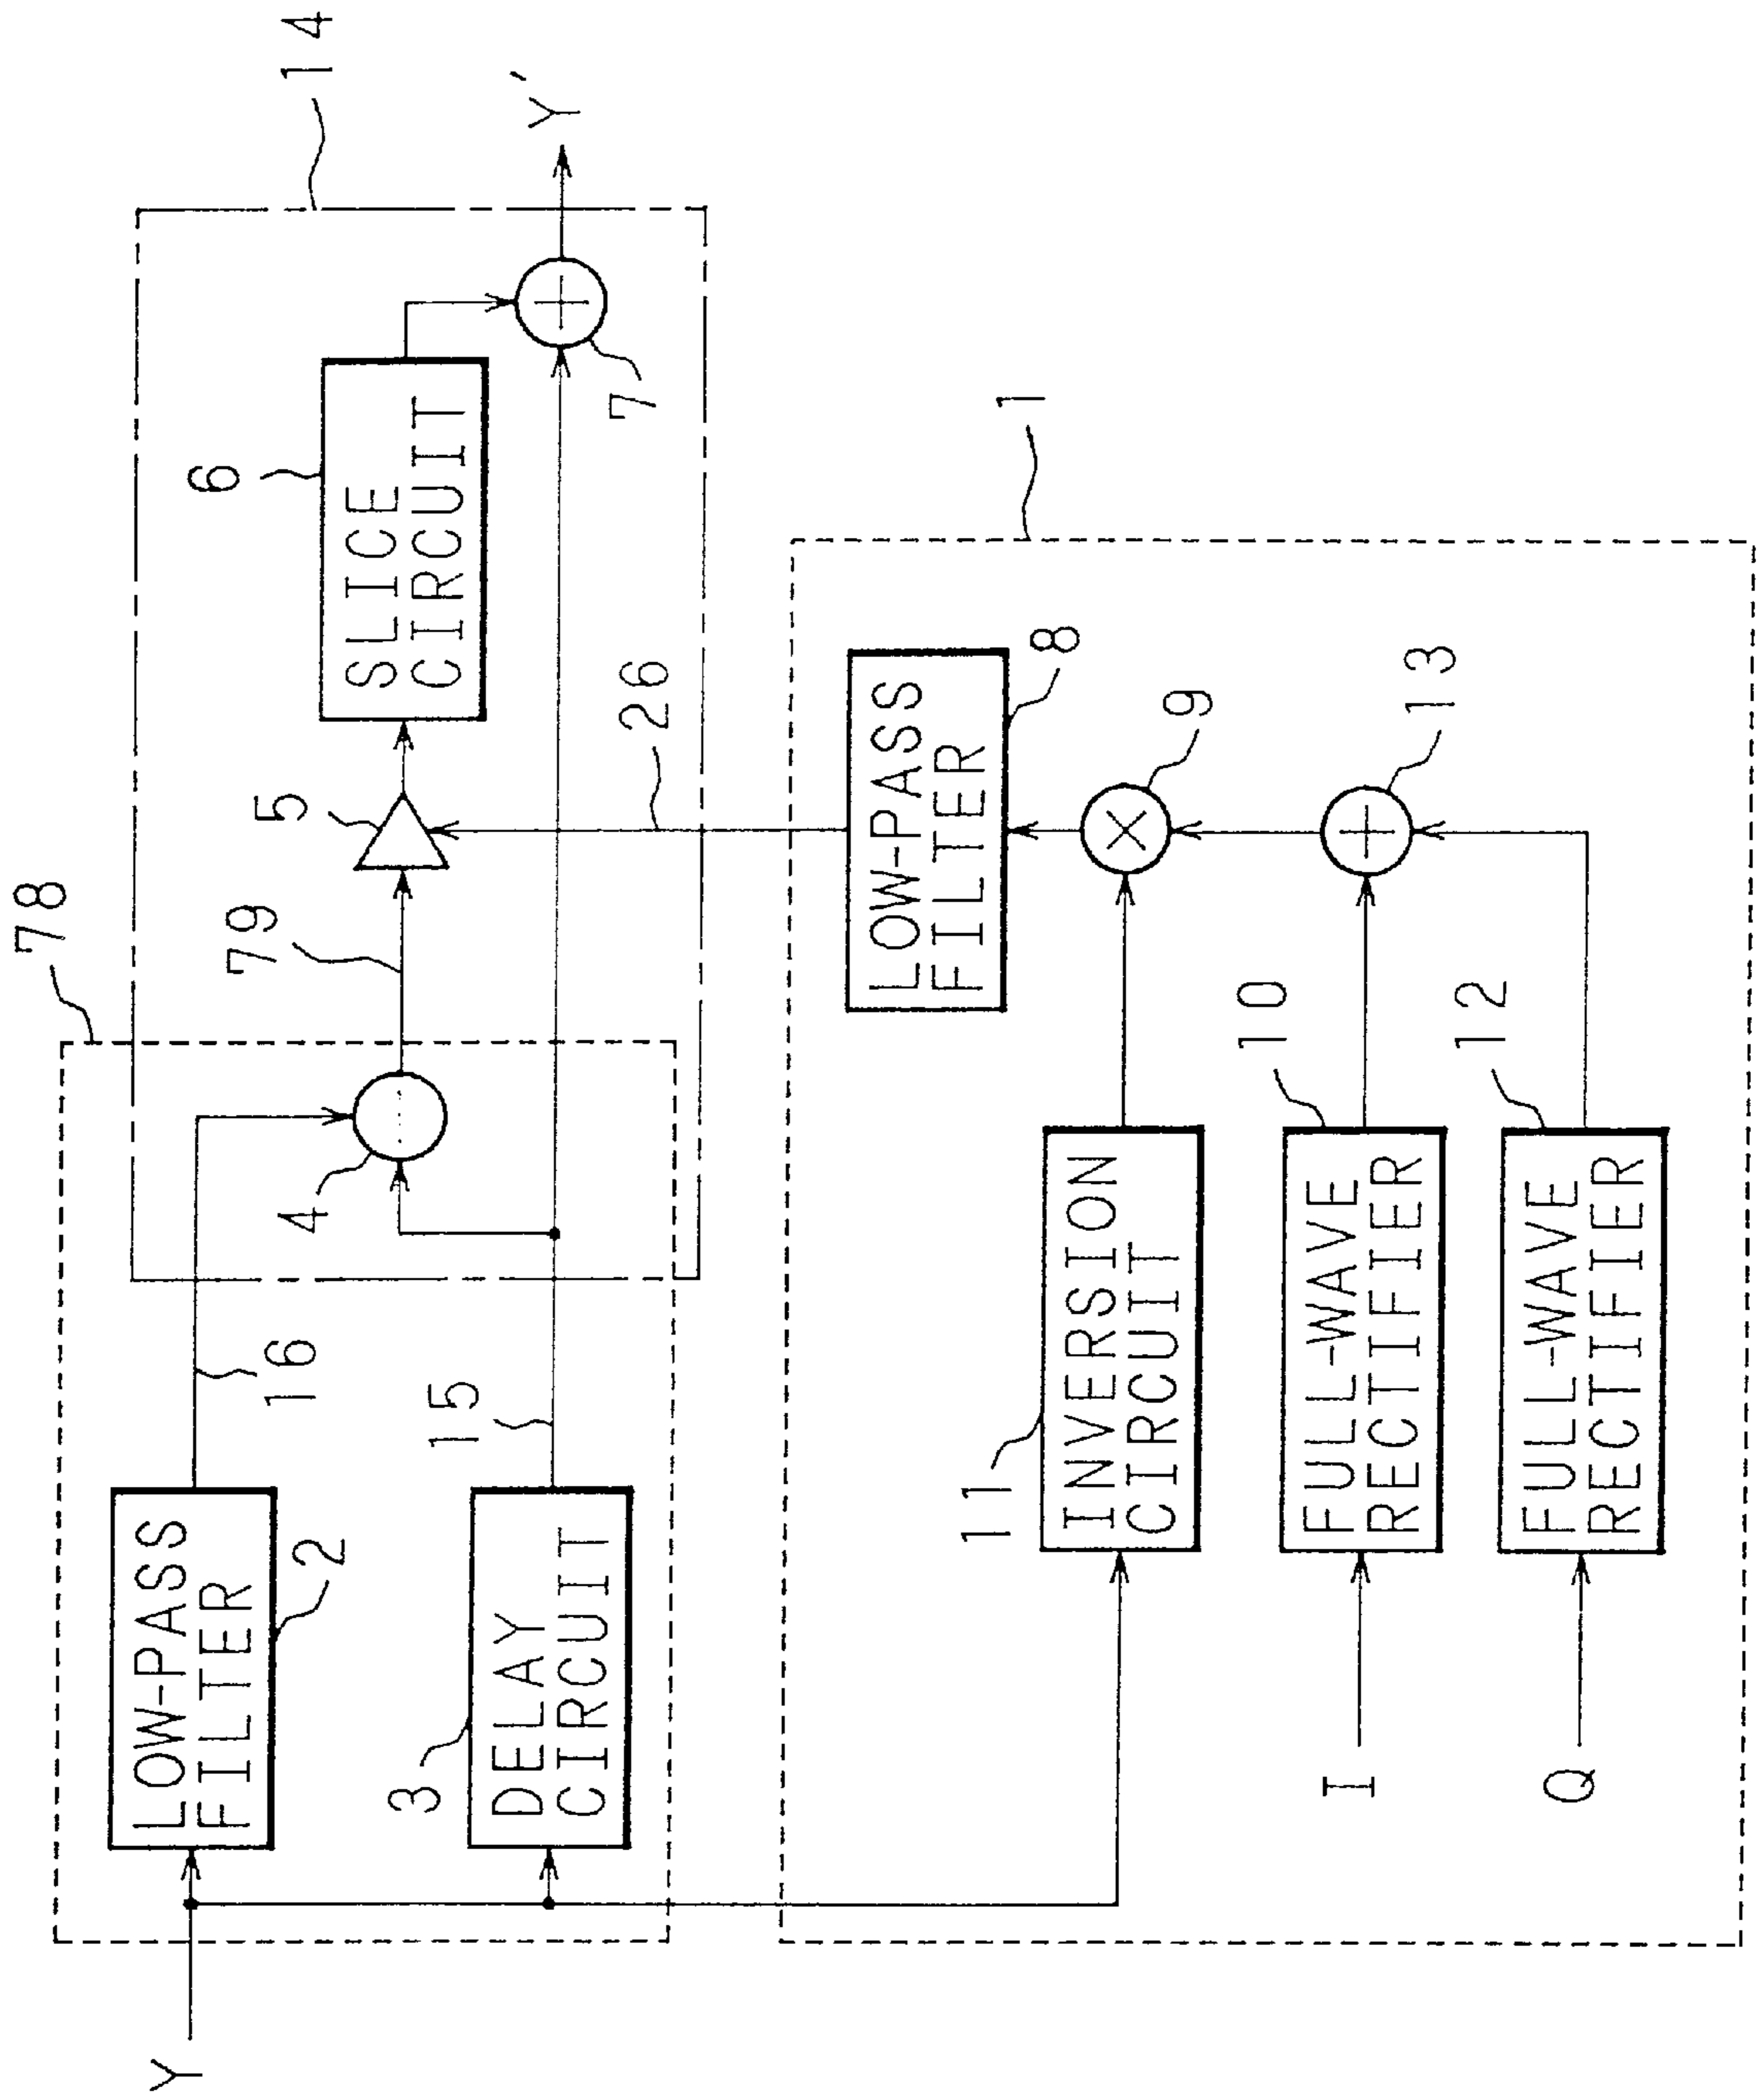 78
14
LOW-PASS
FILTER
2
16
4
79
5
6
SLICE
CIRCUIT
7
Y'
Y
3
DELAY
CIRCUIT
15
26
1
11
INVERSION
CIRCUIT
LOW-PASS
FILTER
8
9
I
10
FULL-WAVE
RECTIFIER
13
Q
12
FULL-WAVE
RECTIFIER